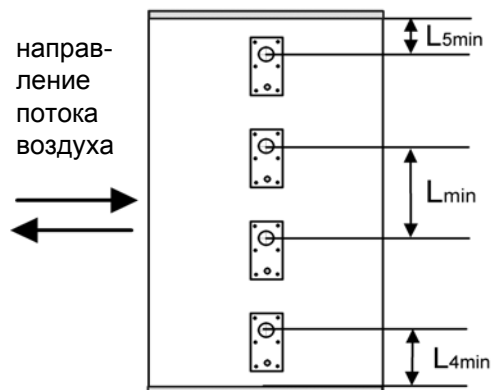 направ-
ление
потока
воздуха
L5min
Lmin
L4min